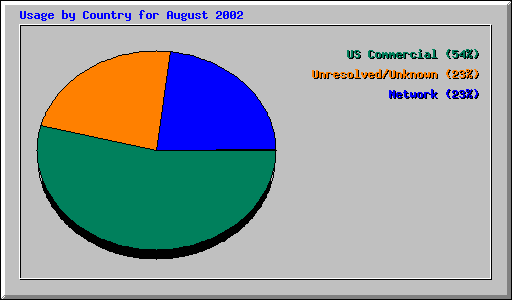 Usage by Country for August 2002
US Commercial (54%)
Unresolved/Unknown (23%)
Network (23%)